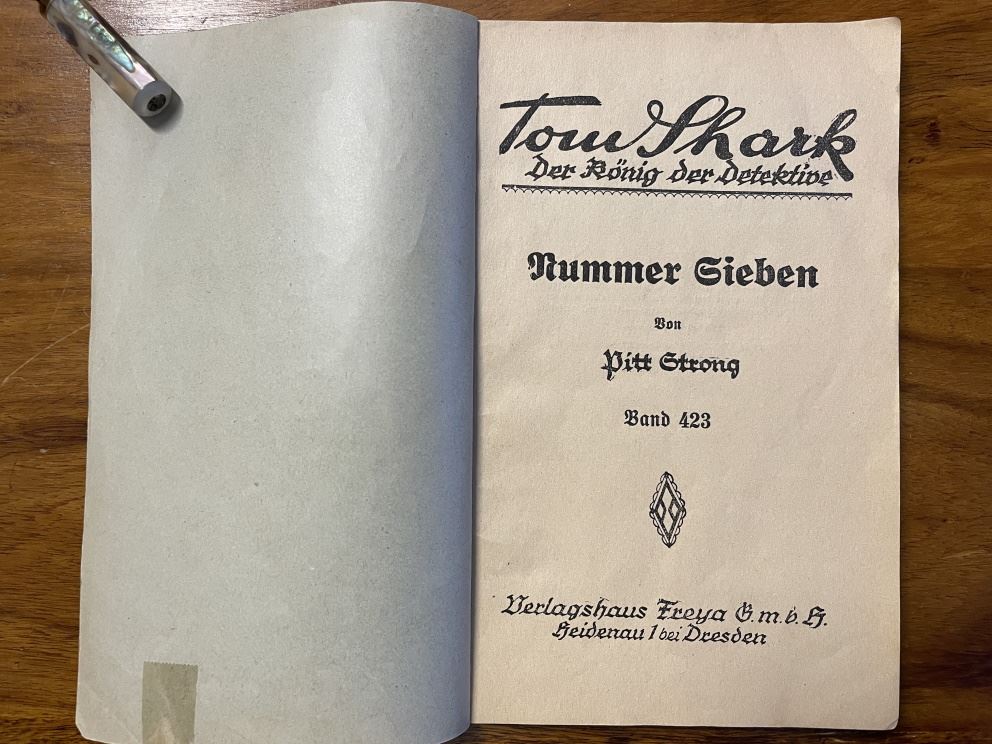 Tom Shark
Der König der Detektive
Nummer Sieben
Von
Pitt Strong
Band 423
Verlagshaus Freya G.m.b.H.
Heidenau 1 bei Dresden